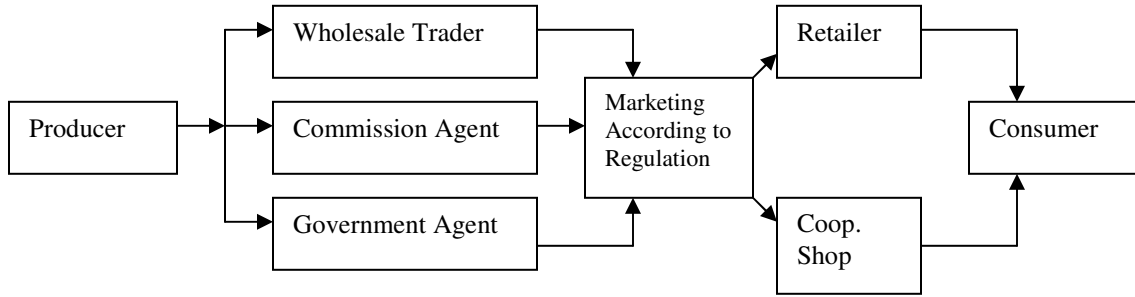 Producer
Wholesale Trader
Commission Agent
Government Agent
Marketing
According to
Regulation
Retailer
Coop.
Shop
Consumer